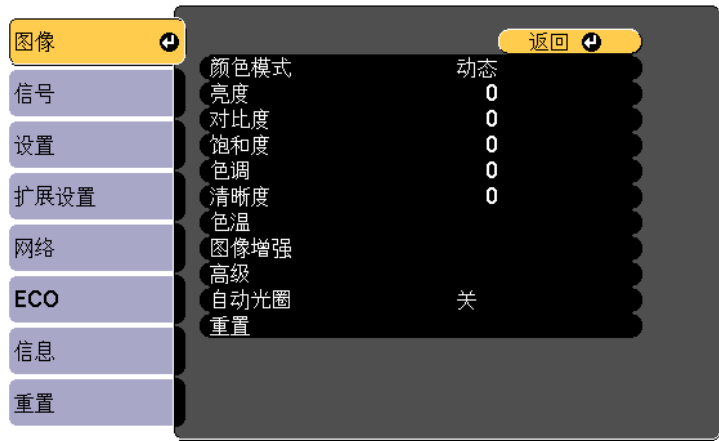 图像
信号
设置
扩展设置
网络
ECO
信息
重置
返回
颜色模式 动态
亮度 0
对比度 0
饱和度 0
色调 0
清晰度 0
色温
图像增强
高级
自动光圈 关
重置